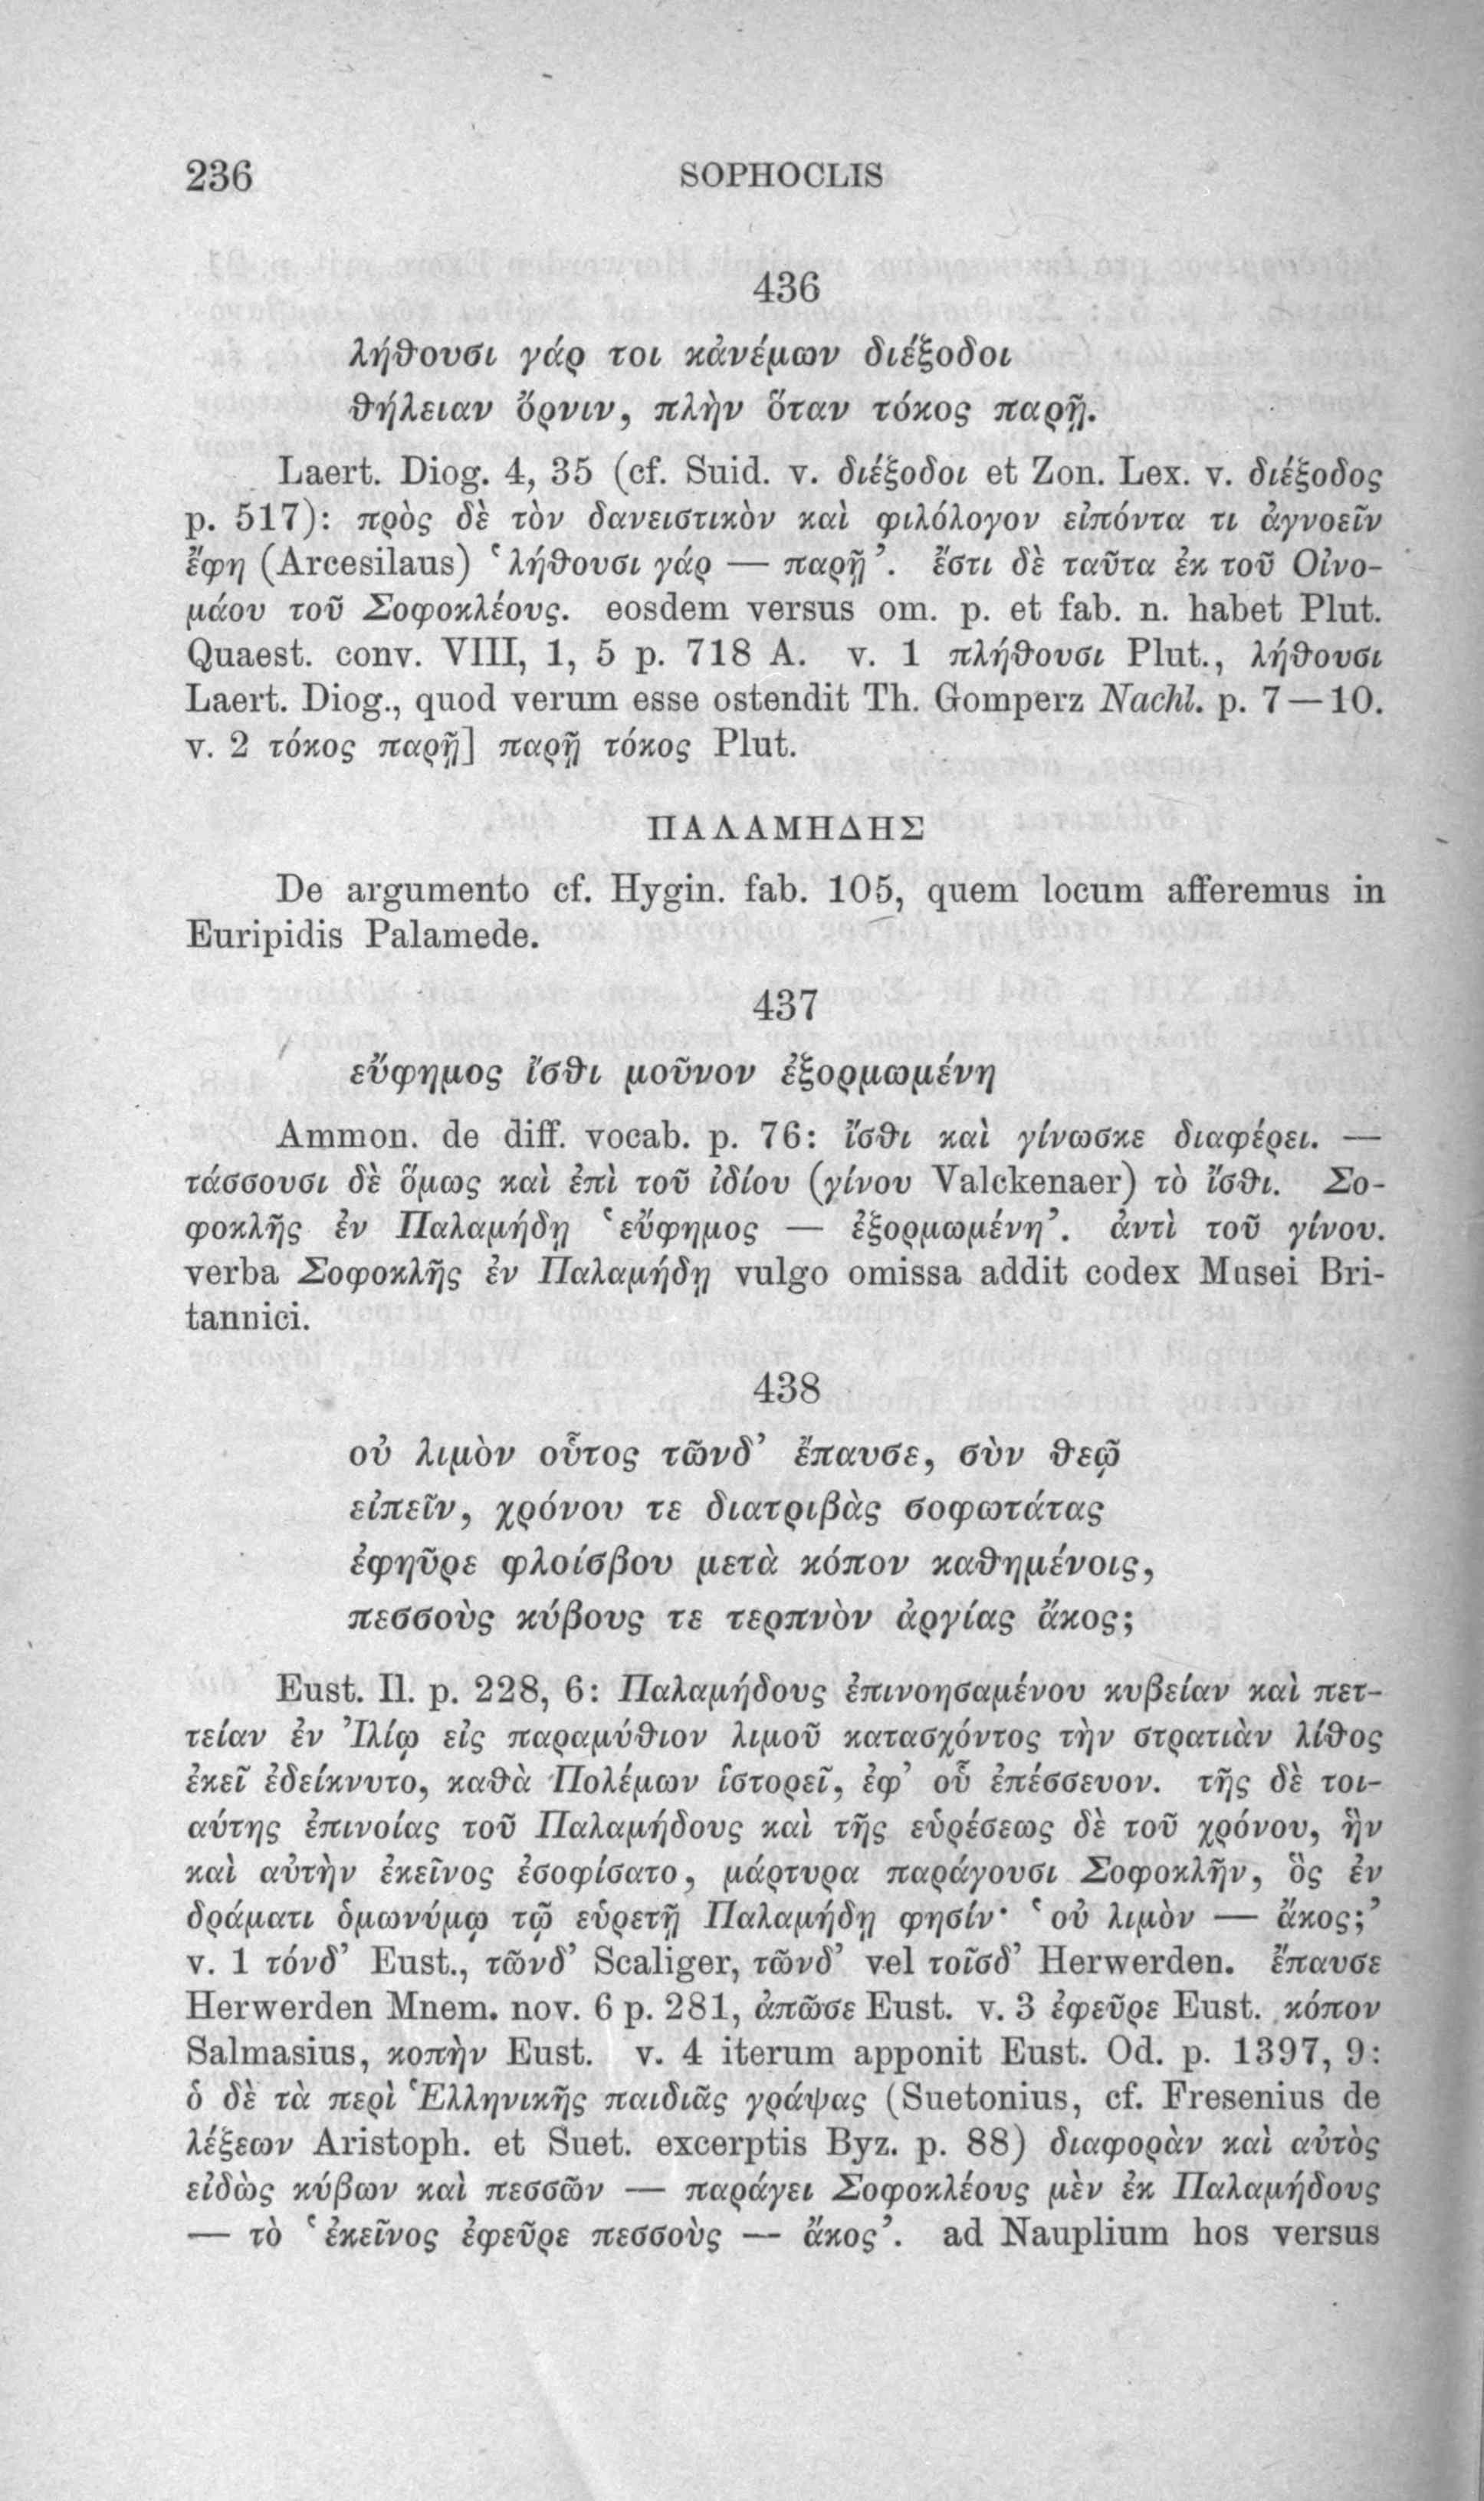 236 SOPHOCLIS
436
λήθουσι γάρ τοι κἀνέμων διέξοδοι
θήλειαν ὄρνιν, πλὴν ὅταν τόκος παρῇ.
Laert. Diog. 4, 35 (cf. Suid. v. διέξοδοι et Zon. Lex. v. διέξοδος
p. 517): πρὸς δὲ τὸν δανειστικὸν καὶ φιλόλογον εἰπόντα τι ἀγνοεῖν
ἔφη (Arcesilaus) ‘λήθουσι γάρ — παρῇ’. ἔστι δὲ ταῦτα ἐκ τοῦ Οἰνο-
μάου τοῦ Σοφοκλέους. eosdem versus om. p. et fab. n. habet Plut.
Quaest. conv. VIII, 1, 5 p. 718 A. v. 1 πλήθουσι Plut., λήθουσι
Laert. Diog., quod verum esse ostendit Th. Gomperz Nachl. p. 7—10.
v. 2 τόκος παρῇ] παρῇ τόκος Plut.
ΠΑΛΑΜΗΔΗΣ
De argumento cf. Hygin. fab. 105, quem locum afferemus in
Euripidis Palamede.
437
εὔφημος ἴσθι μοῦνον ἐξορμωμένη
Ammon. de diff. vocab. p. 76: ἴσθι καὶ γίνωσκε διαφέρει. —
τάσσουσι δὲ ὅμως καὶ ἐπὶ τοῦ ἰδίου (γίνου Valckenaer) τὸ ἴσθι. Σο-
φοκλῆς ἐν Παλαμήδῃ ‘εὔφημος — ἐξορμωμένη’. ἀντὶ τοῦ γίνου.
verba Σοφοκλῆς ἐν Παλαμήδῃ vulgo omissa addit codex Musei Bri-
tannici.
438
οὐ λιμὸν οὗτος τῶνδ’ ἔπαυσε, σὺν θεῷ
εἰπεῖν, χρόνου τε διατριβὰς σοφωτάτας
ἐφηῦρε φλοίσβου μετὰ κόπον καθημένοις,
πεσσοὺς κύβους τε τερπνὸν ἀργίας ἄκος;
Eust. Il. p. 228, 6: Παλαμήδους ἐπινοησαμένου κυβείαν καὶ πετ-
τείαν ἐν Ἰλίῳ εἰς παραμύθιον λιμοῦ κατασχόντος τὴν στρατιὰν λίθος
ἐκεῖ ἐδείκνυτο, καθὰ Πολέμων ἱστορεῖ, ἐφ’ οὗ ἐπέσσευον. τῆς δὲ τοι-
αύτης ἐπινοίας τοῦ Παλαμήδους καὶ τῆς εὑρέσεως δὲ τοῦ χρόνου, ἣν
καὶ αὐτὴν ἐκεῖνος ἐσοφίσατο, μάρτυρα παράγουσι Σοφοκλῆν, ὃς ἐν
δράματι ὁμωνύμῳ τῷ εὑρετῇ Παλαμήδῃ φησίν· ‘οὐ λιμὸν — ἄκος;’
v. 1 τόνδ’ Eust., τῶνδ’ Scaliger, τῶνδ’ vel τοῖσδ’ Herwerden. ἔπαυσε
Herwerden Mnem. nov. 6 p. 281, ἀπῶσε Eust. v. 3 ἐφεῦρε Eust. κόπον
Salmasius, κοπὴν Eust. v. 4 iterum apponit Eust. Od. p. 1397, 9:
ὁ δὲ τὰ περὶ Ἑλληνικῆς παιδιᾶς γράψας (Suetonius, cf. Fresenius de
λέξεων Aristoph. et Suet. excerptis Byz. p. 88) διαφορὰν καὶ αὐτὸς
εἰδὼς κύβων καὶ πεσσῶν — παράγει Σοφοκλέους μὲν ἐκ Παλαμήδους
— τὸ ‘ἐκεῖνος ἐφεῦρε πεσσοὺς — ἄκος’. ad Nauplium hos versus